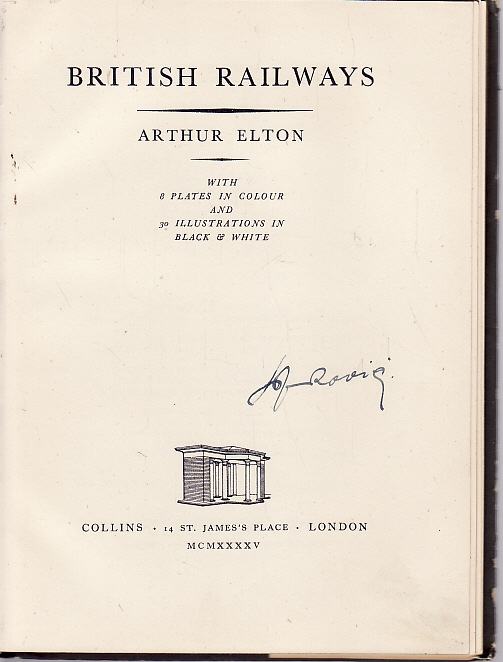 BRITISH RAILWAYS
ARTHUR ELTON
WITH
8 PLATES IN COLOUR
AND
30 ILLUSTRATIONS IN
BLACK & WHITE
COLLINS · 14 ST. JAMES'S PLACE · LONDON
MCMXXXXV